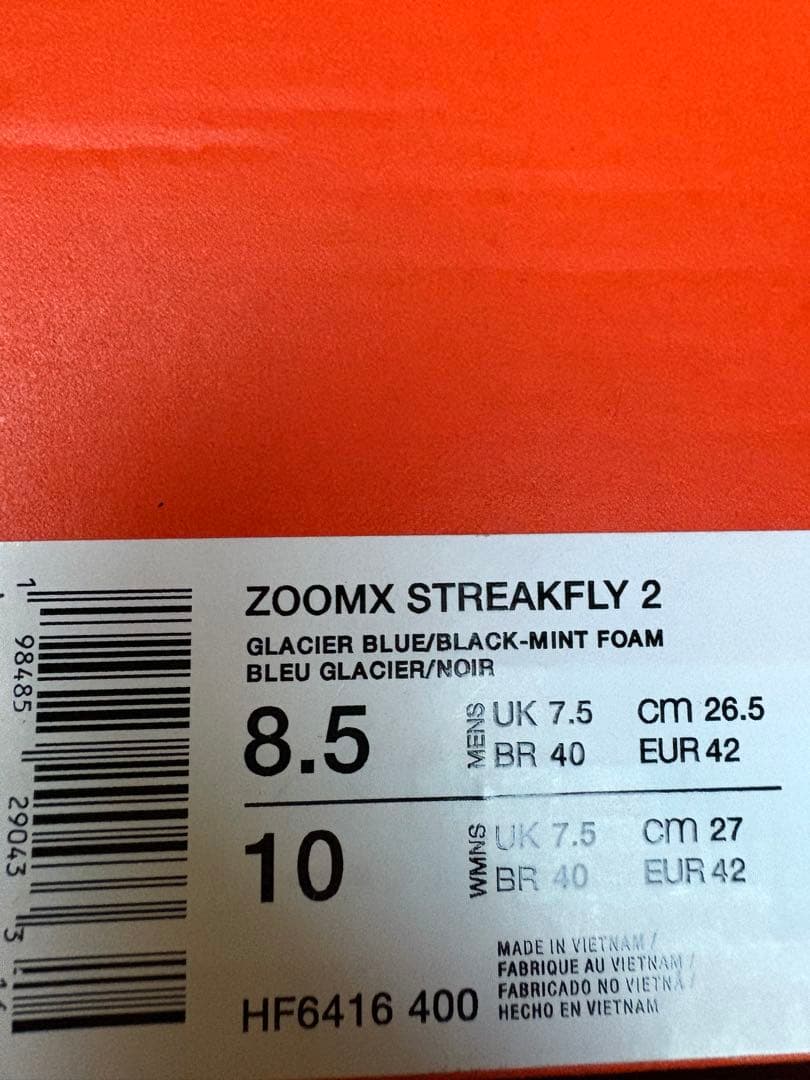 ZOOMX STREAKFLY 2
GLACIER BLUE/BLACK-MINT FOAM
BLEU GLACIER/NOIR
8.5 MENS UK 7.5 cm 26.5
BR 40 EUR 42
10 WMNS UK 7.5 cm 27
BR 40 EUR 42
MADE IN VIETNAM /
FABRIQUE AU VIETNAM /
FABRICADO NO VIETNÃ /
HECHO EN VIETNAM
HF6416 400
1 98485 29043 3